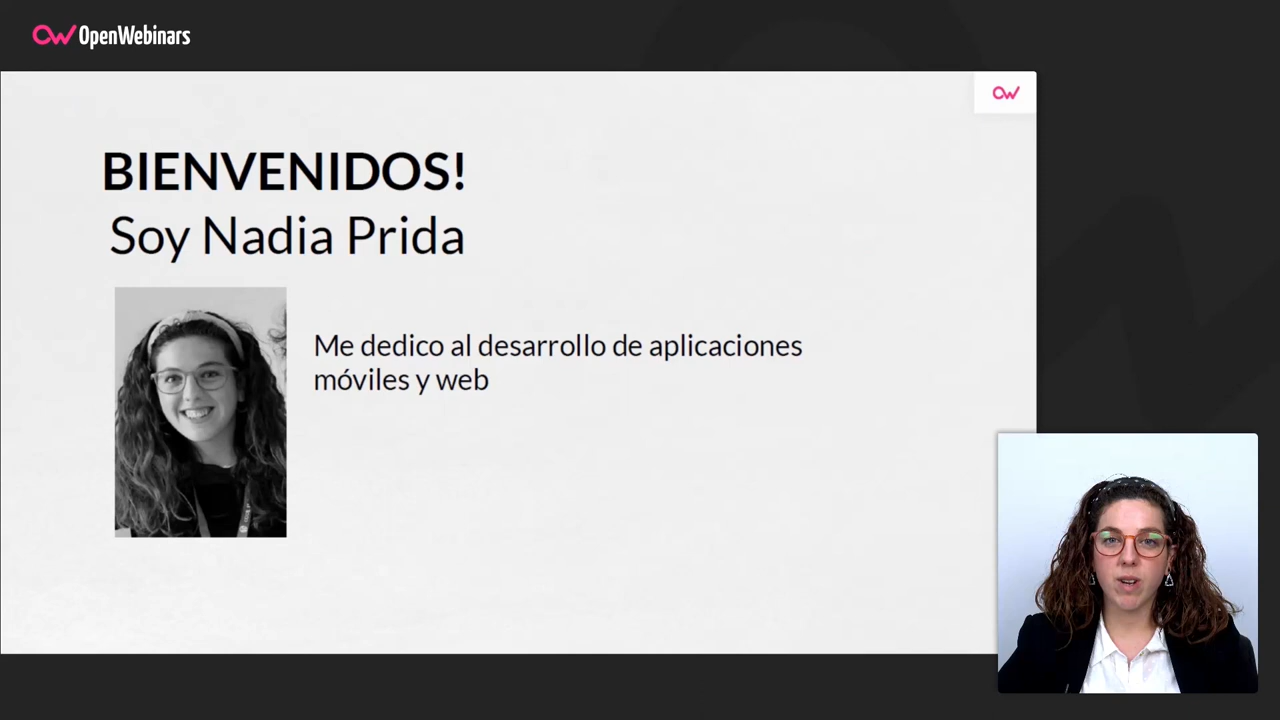 OpenWebinars
BIENVENIDOS!
Soy Nadia Prida
Me dedico al desarrollo de aplicaciones
móviles y web